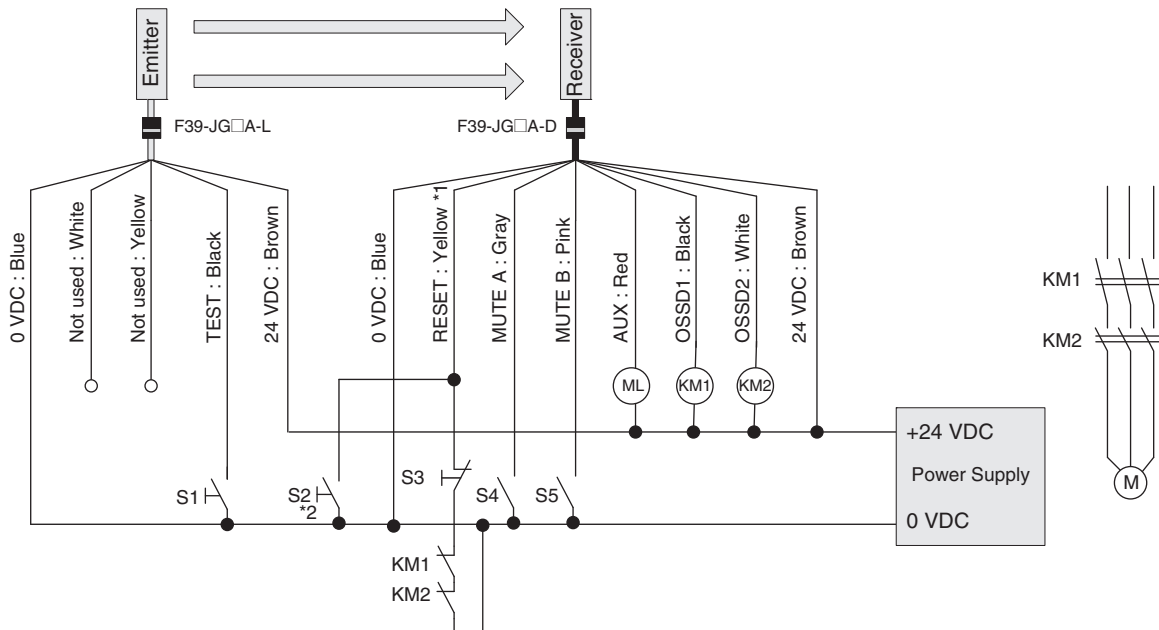 Emitter
Receiver
F39-JG□A-L
F39-JG□A-D
0 VDC : Blue
Not used : White
Not used : Yellow
TEST : Black
24 VDC : Brown
0 VDC : Blue
RESET : Yellow *1
MUTE A : Gray
MUTE B : Pink
AUX : Red
OSSD1 : Black
OSSD2 : White
24 VDC : Brown
KM1
KM2
M
ML
KM1
KM2
+24 VDC
Power Supply
0 VDC
S1
S2
*2
S3
S4
S5
KM1
KM2